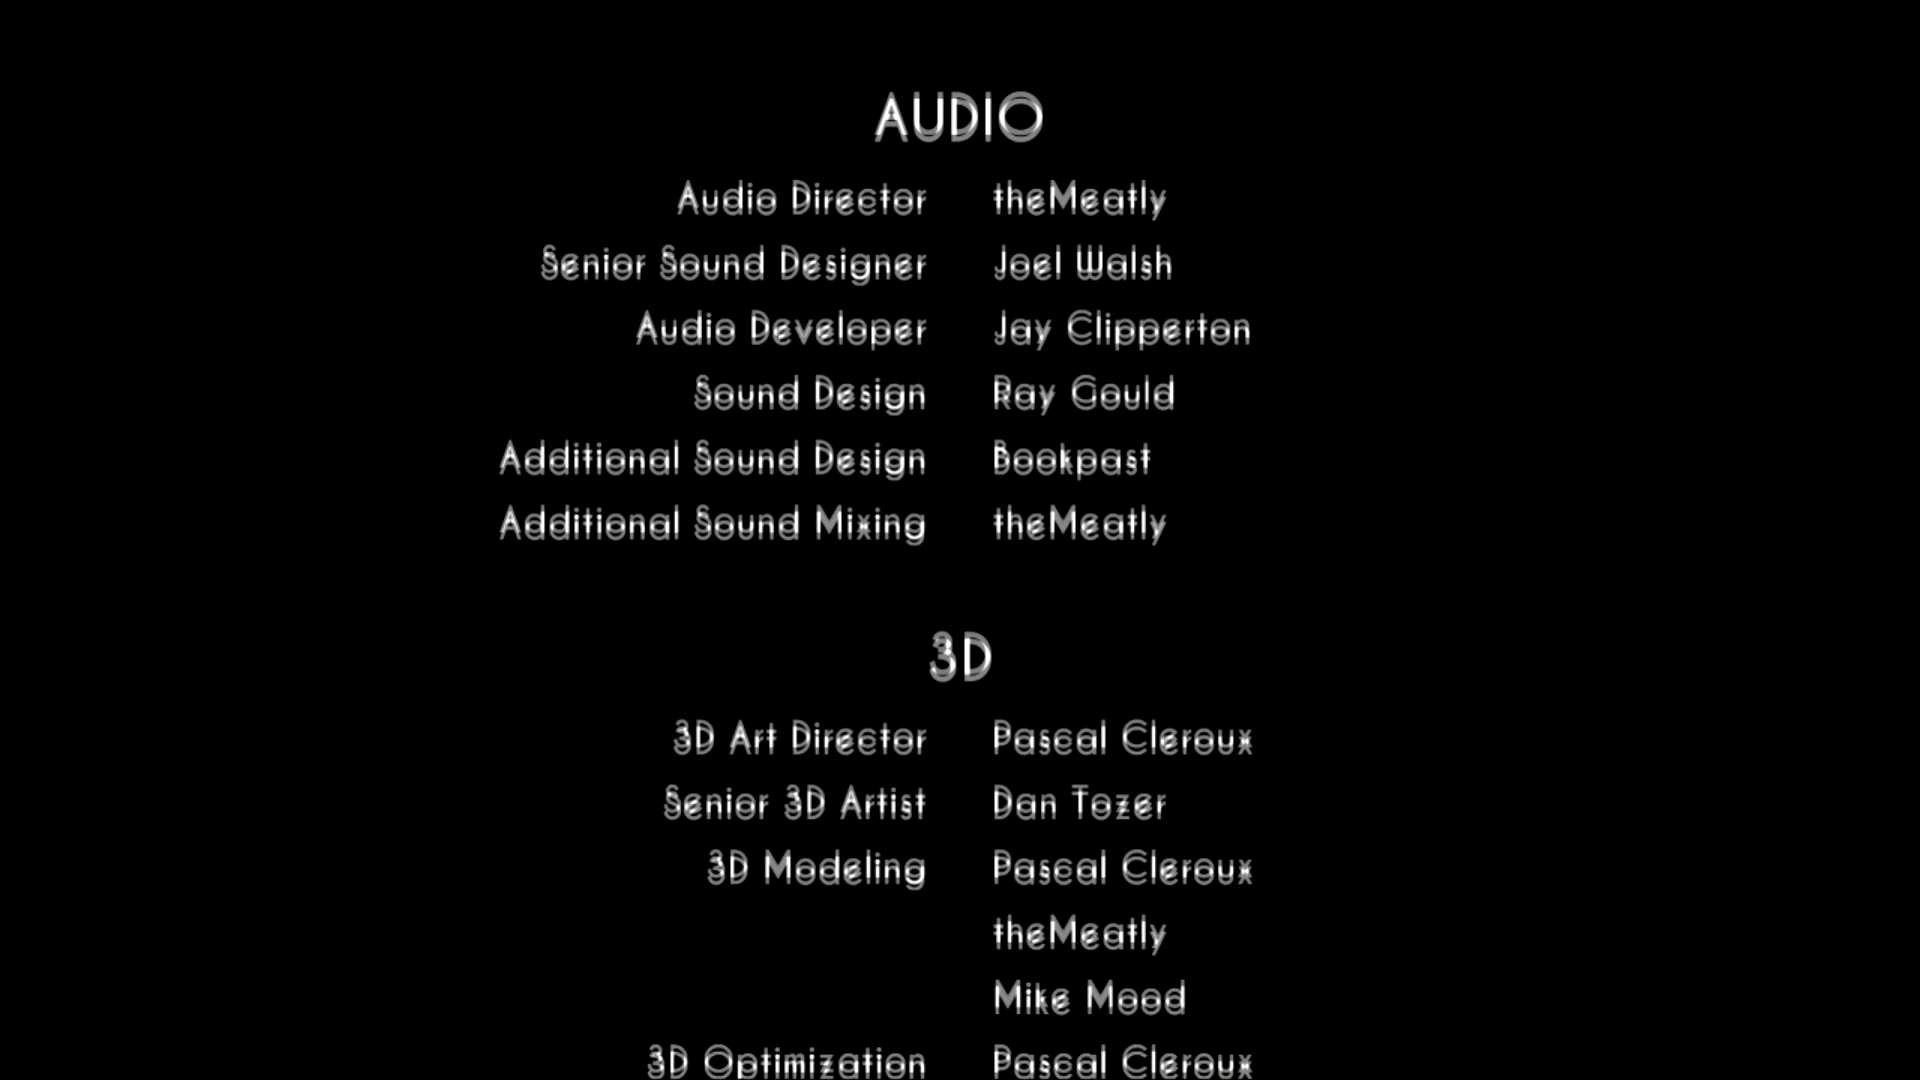 AUDIO
Audio Director theMeatly
Senior Sound Designer Joel Walsh
Audio Developer Jay Clipperton
Sound Design Ray Gould
Additional Sound Design Bookpast
Additional Sound Mixing theMeatly
3D
3D Art Director Pascal Cleroux
Senior 3D Artist Dan Tozer
3D Modeling Pascal Cleroux
theMeatly
Mike Mood
3D Optimization Pascal Cleroux